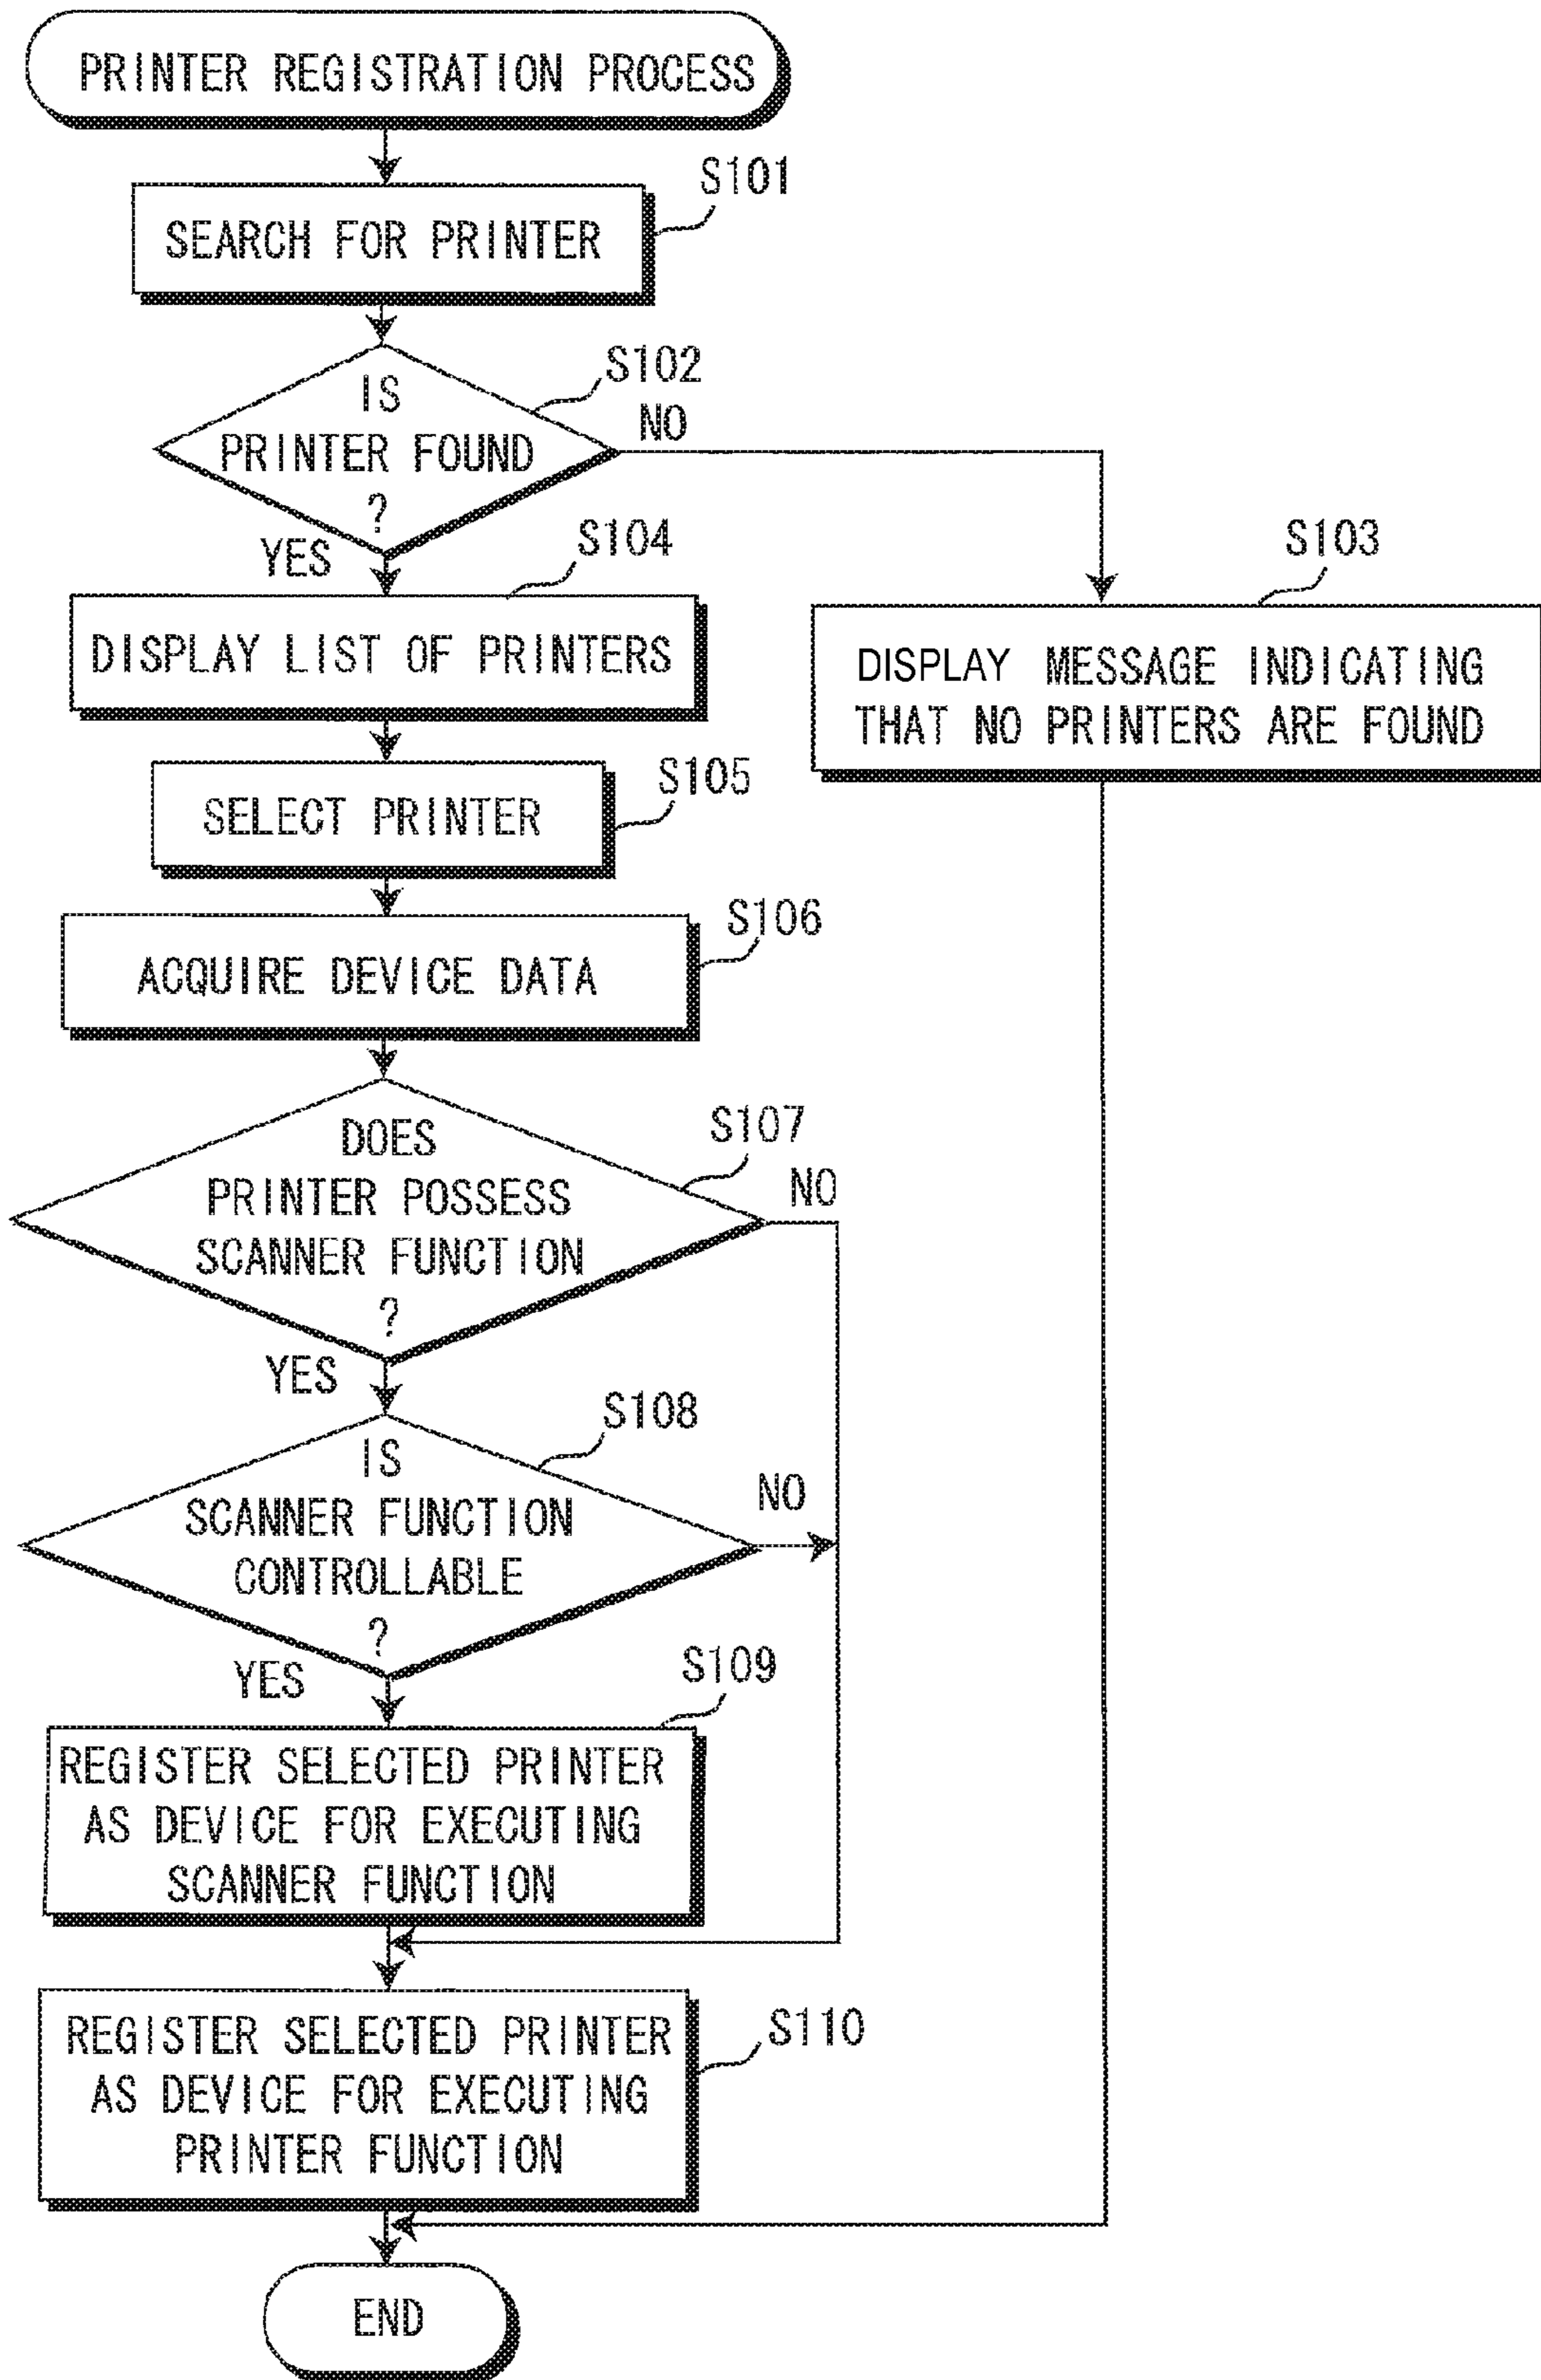 PRINTER REGISTRATION PROCESS
S101
SEARCH FOR PRINTER
S102
IS
PRINTER FOUND
?
NO
YES
S104
DISPLAY LIST OF PRINTERS
S103
DISPLAY MESSAGE INDICATING
THAT NO PRINTERS ARE FOUND
S105
SELECT PRINTER
S106
ACQUIRE DEVICE DATA
S107
DOES
PRINTER POSSESS
SCANNER FUNCTION
?
NO
YES
S108
IS
SCANNER FUNCTION
CONTROLLABLE
?
NO
YES
S109
REGISTER SELECTED PRINTER
AS DEVICE FOR EXECUTING
SCANNER FUNCTION
S110
REGISTER SELECTED PRINTER
AS DEVICE FOR EXECUTING
PRINTER FUNCTION
END